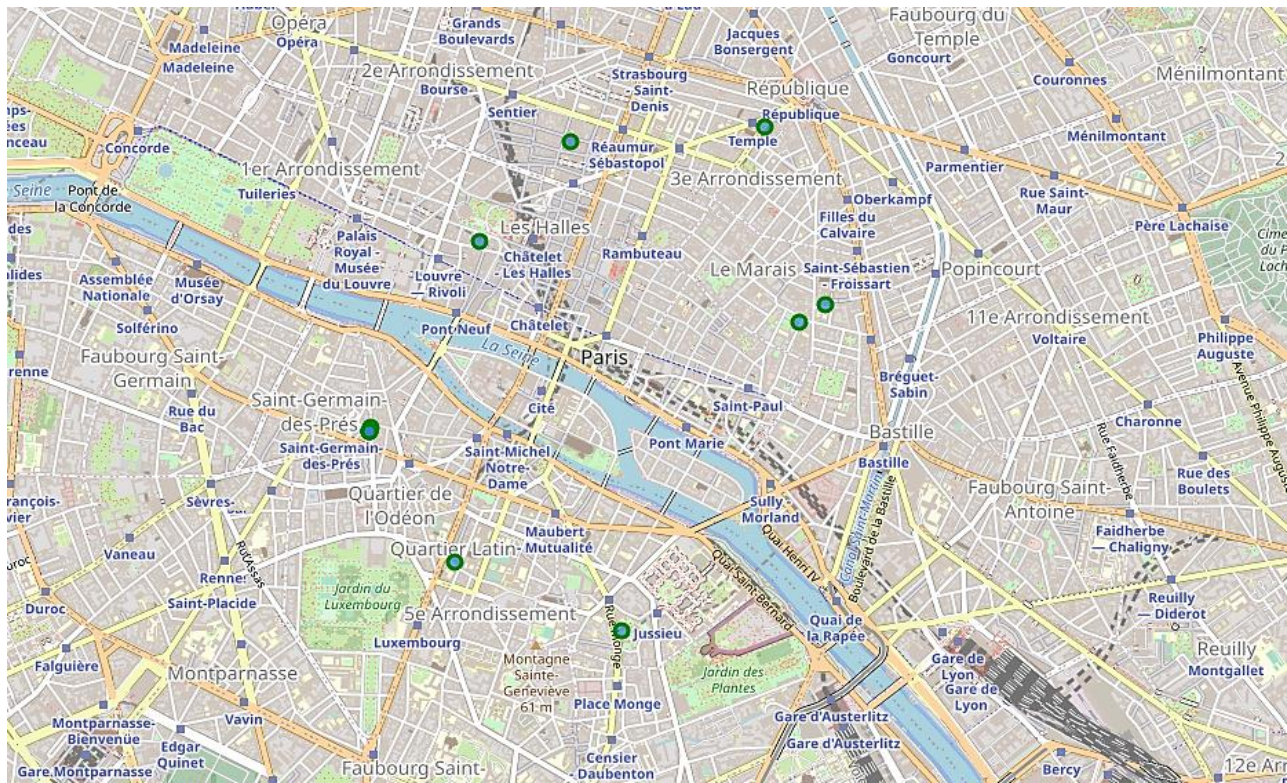 Opéra
Grands
Boulevards
Jacques
Bonsergent
Faubourg du
Temple
Madeleine
Opéra
Madeleine
2e Arrondissement
Bourse
Strasbourg
- Saint-
Denis
Goncourt
Couronnes
Ménilmontant
République
Sentier
République
Temple
Ménilmontant
Concorde
Réaumur
- Sébastopol
Parmentier
1er Arrondissement
3e Arrondissement
Rue Saint-
Maur
La Seine
Pont de
la Concorde
Tuileries
Oberkampf
Filles du
Calvaire
Père Lachaise
Les Halles
Palais
Royal -
Musée
du Louvre
Châtelet
- Les Halles
Rambuteau
Le Marais
Saint-Sébastien
- Froissart
Popincourt
Assemblée
Nationale
Musée
d'Orsay
Louvre
— Rivoli
Solférino
Pont Neuf
Châtelet
La Seine
11e Arrondissement
Voltaire
Philippe
Auguste
Faubourg Saint-
Germain
Paris
Bréguet-
Sabin
Avenue Philippe Auguste
Rue du
Bac
Saint-Germain-
des-Prés
Saint-Germain-
des-Prés
Cité
Saint-Paul
Pont Marie
Bastille
Bastille
Charonne
Rue Faidherbe
Saint-Michel
Notre-
Dame
Rue des
Boulets
Sèvres-
Quartier de
l'Odéon
Sully
- Morland
Faubourg Saint-
Antoine
Vaneau
Maubert
- Mutualité
Quai Henri IV
Canal Saint-Martin
Boulevard de la Bastille
Faidherbe
— Chaligny
Quartier Latin
Rue d'Assas
Quai Saint-Bernard
Duroc
Saint-Placide
Jardin du
Luxembourg
5e Arrondissement
Luxembourg
Rue Monge
Jussieu
Quai de
la Rapée
Reuilly
— Diderot
Falguière
Montparnasse
Montagne
Sainte-
Geneviève
61 m
Jardin des
Plantes
Gare de
Lyon
Gare de
Lyon
Reuilly
Montgallet
Montparnasse-
Bienvenüe
Vavin
Place Monge
Gare d'Austerlitz
Gare d'Austerlitz
Edgar
Quinet
Gare Montparnasse
Faubourg Saint-
Censier
- Daubenton
Bercy